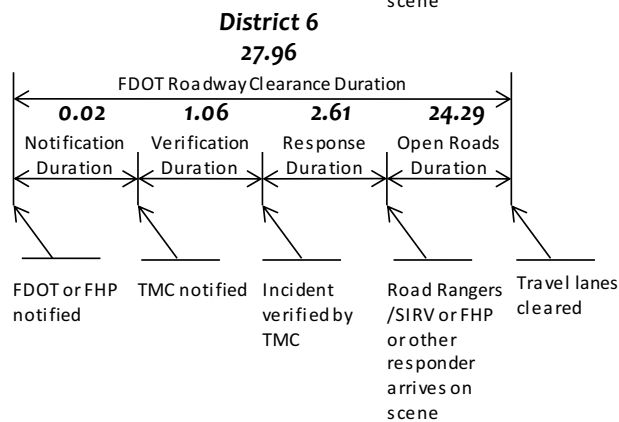 scene
District 6
27.96
FDOT Roadway Clearance Duration
0.02 1.06 2.61 24.29
Notification Verification Response Open Roads
Duration Duration Duration Duration
FDOT or FHP notified
TMC notified
Incident verified by TMC
Road Rangers
/SIRV or FHP
or other
responder
arrives on
scene
Travel lanes
cleared